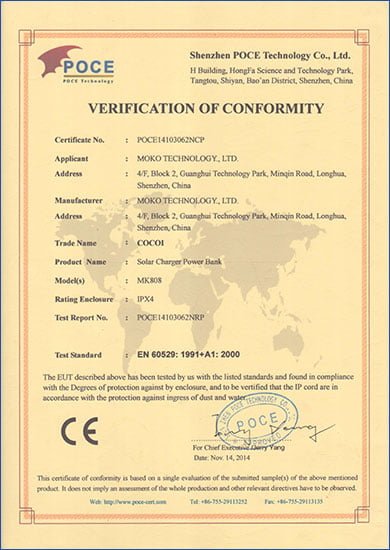 POCE
POCE Technology
Shenzhen POCE Technology Co., Ltd.
H Building, HongFa Science and Technology Park,
Tangtou, Shiyan, Bao'an District, Shenzhen, China
VERIFICATION OF CONFORMITY
Certificate No. : POCE14103062NCP
Applicant : MOKO TECHNOLOGY., LTD.
Address : 4/F, Block 2, Guanghui Technology Park, Minqin Road, Longhua,
Shenzhen, China
Manufacturer : MOKO TECHNOLOGY., LTD.
Address : 4/F, Block 2, Guanghui Technology Park, Minqin Road, Longhua,
Shenzhen, China
Trade Name : COCOI
Product Name : Solar Charger Power Bank
Model(s) : MK808
Rating Enclosure : IPX4
Test Report No. : POCE14103062NRP
Test Standard : EN 60529: 1991+A1: 2000
The EUT described above has been tested by us with the listed standards and found in compliance
with the Degrees of protection against by enclosure, and to be verified that the IP cord are in
accordance with the protection against ingress of dust and water.
CE
POCE
APPROVED
For Chief Executive Derry Yang
Date: Nov. 14, 2014
This certificate of conformity is based on a single evaluation of the submitted sample(s) of the above mentioned
product. It does not imply an assessment of the whole production and other relevant directives have to be observed.
Web: http://www.poce-cert.com Tel: +86-755-29113252 Fax: +86-755-29113135